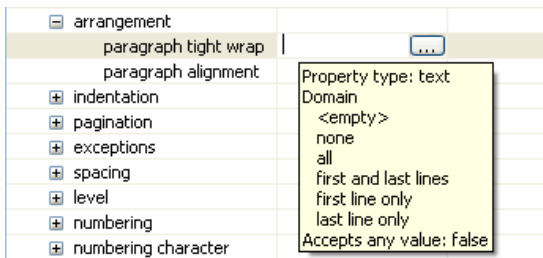 arrangement
paragraph tight wrap ...
paragraph alignment
indentation
pagination
exceptions
spacing
level
numbering
numbering character
Property type: text
Domain
<empty>
none
all
first and last lines
first line only
last line only
Accepts any value: false